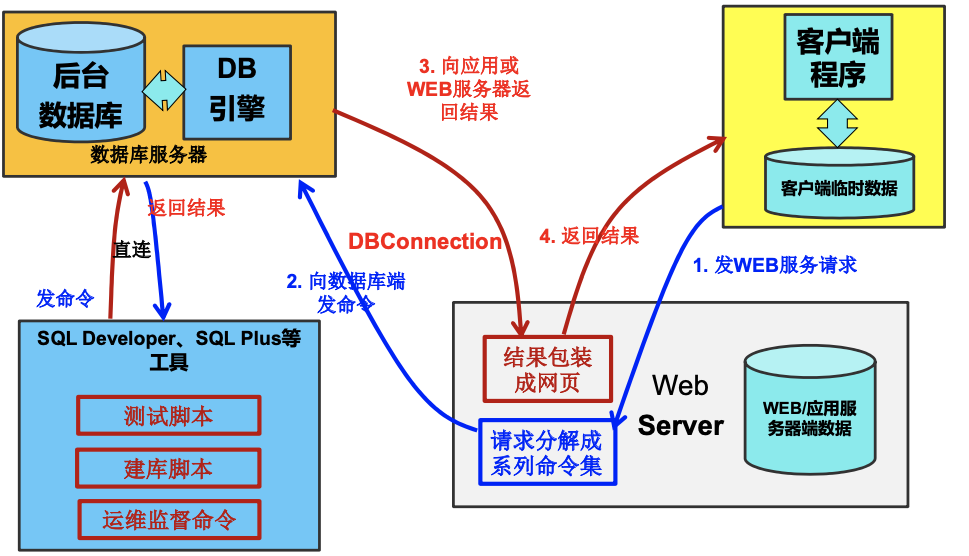 后台
数据库
DB
引擎
数据库服务器
3. 向应用或
WEB服务器返
回结果
客户端
程序
客户端临时数据
返回结果
直连
发命令
DBConnection
4. 返回结果
2. 向数据库端
发命令
1. 发WEB服务请求
SQL Developer、SQL Plus等
工具
测试脚本
建库脚本
运维监督命令
结果包装
成网页
请求分解成
系列命令集
Web
Server
WEB/应用服
务器端数据